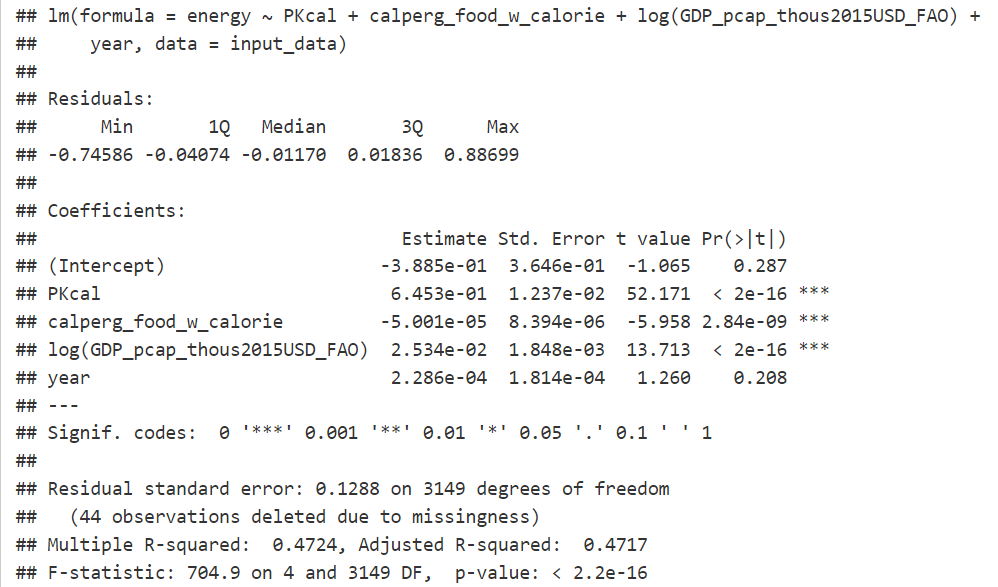 ## lm(formula = energy ~ PKcal + calperg_food_w_calorie + log(GDP_pcap_thous2015USD_FAO) +
##     year, data = input_data)
##
## Residuals:
##      Min       1Q   Median       3Q      Max
## -0.74586 -0.04074 -0.01170  0.01836  0.88699
##
## Coefficients:
##                                  Estimate Std. Error t value Pr(>|t|)
## (Intercept)                    -3.885e-01  3.646e-01  -1.065    0.287
## PKcal                           6.453e-01  1.237e-02  52.171  < 2e-16 ***
## calperg_food_w_calorie         -5.001e-05  8.394e-06  -5.958 2.84e-09 ***
## log(GDP_pcap_thous2015USD_FAO)  2.534e-02  1.848e-03  13.713  < 2e-16 ***
## year                            2.286e-04  1.814e-04   1.260    0.208
## ---
## Signif. codes:  0 '***' 0.001 '**' 0.01 '*' 0.05 '.' 0.1 ' ' 1
##
## Residual standard error: 0.1288 on 3149 degrees of freedom
##   (44 observations deleted due to missingness)
## Multiple R-squared:  0.4724, Adjusted R-squared:  0.4717
## F-statistic: 704.9 on 4 and 3149 DF,  p-value: < 2.2e-16